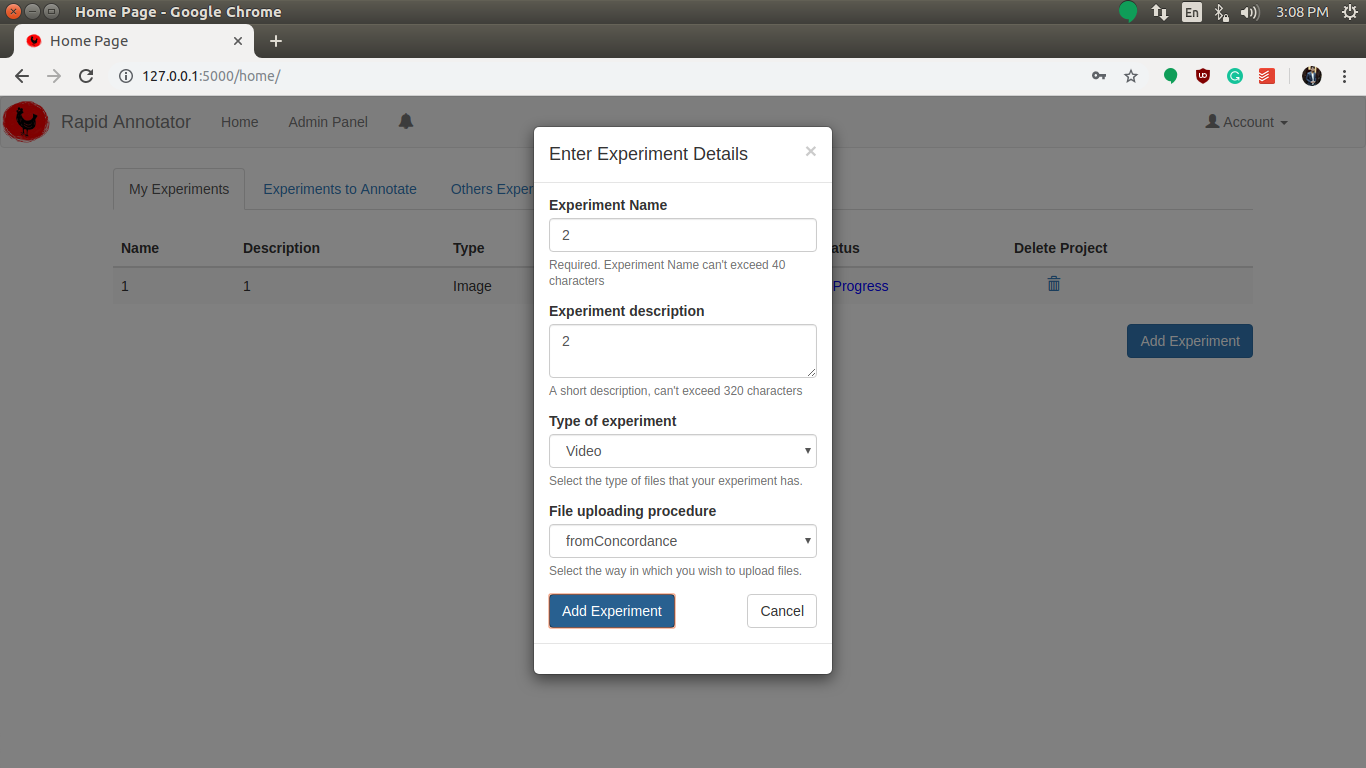 Home Page - Google Chrome
En
3:08 PM
Home Page
127.0.0.1:5000/home/
Rapid Annotator
Home
Admin Panel
Account
My Experiments
Experiments to Annotate
Others Exper
Name
Description
Type
atus
Delete Project
1
1
Image
Progress
Add Experiment
Enter Experiment Details
×
Experiment Name
2
Required. Experiment Name can't exceed 40
characters
Experiment description
2
A short description, can't exceed 320 characters
Type of experiment
Video
Select the type of files that your experiment has.
File uploading procedure
fromConcordance
Select the way in which you wish to upload files.
Add Experiment
Cancel